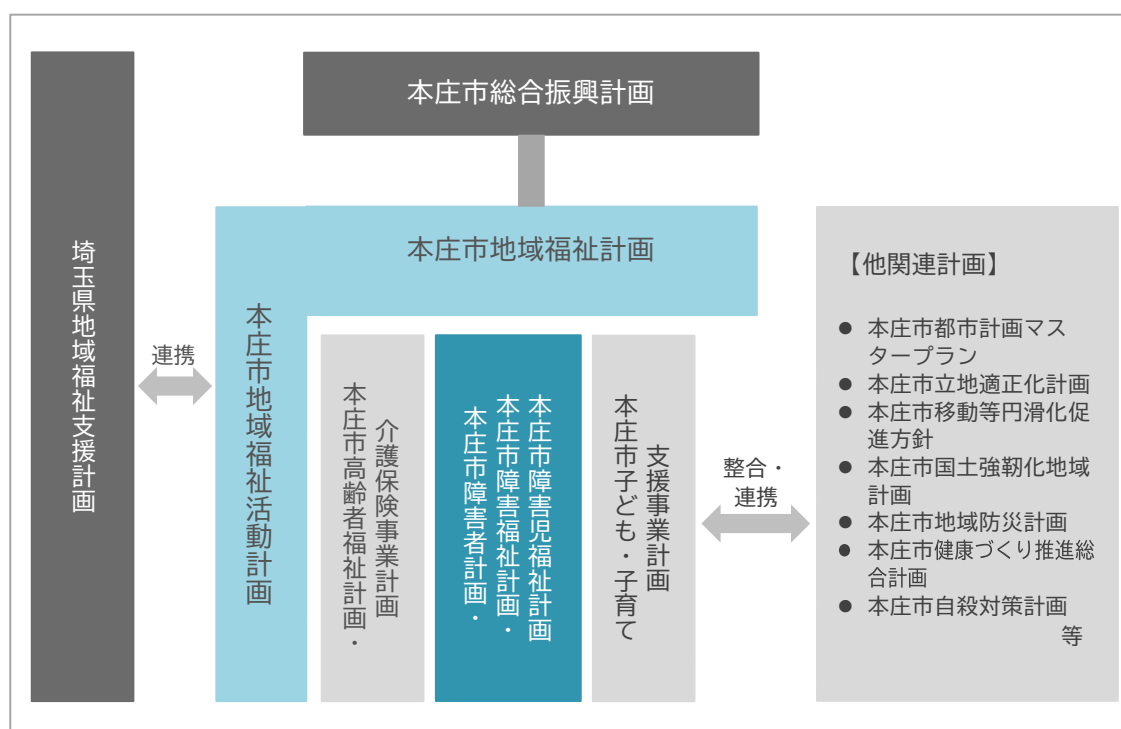 本庄市総合振興計画
埼玉県地域福祉支援計画
連携
本庄市地域福祉計画
本庄市地域福祉活動計画
本庄市高齢者福祉計画・
介護保険事業計画
本庄市障害者計画・
本庄市障害福祉計画・
本庄市障害児福祉計画
本庄市子ども・子育て
支援事業計画
整合・
連携
【他関連計画】
● 本庄市都市計画マス
タープラン
● 本庄市立地適正化計画
● 本庄市移動等円滑化促
進方針
● 本庄市国土強靭化地域
計画
● 本庄市地域防災計画
● 本庄市健康づくり推進総
合計画
● 本庄市自殺対策計画
等